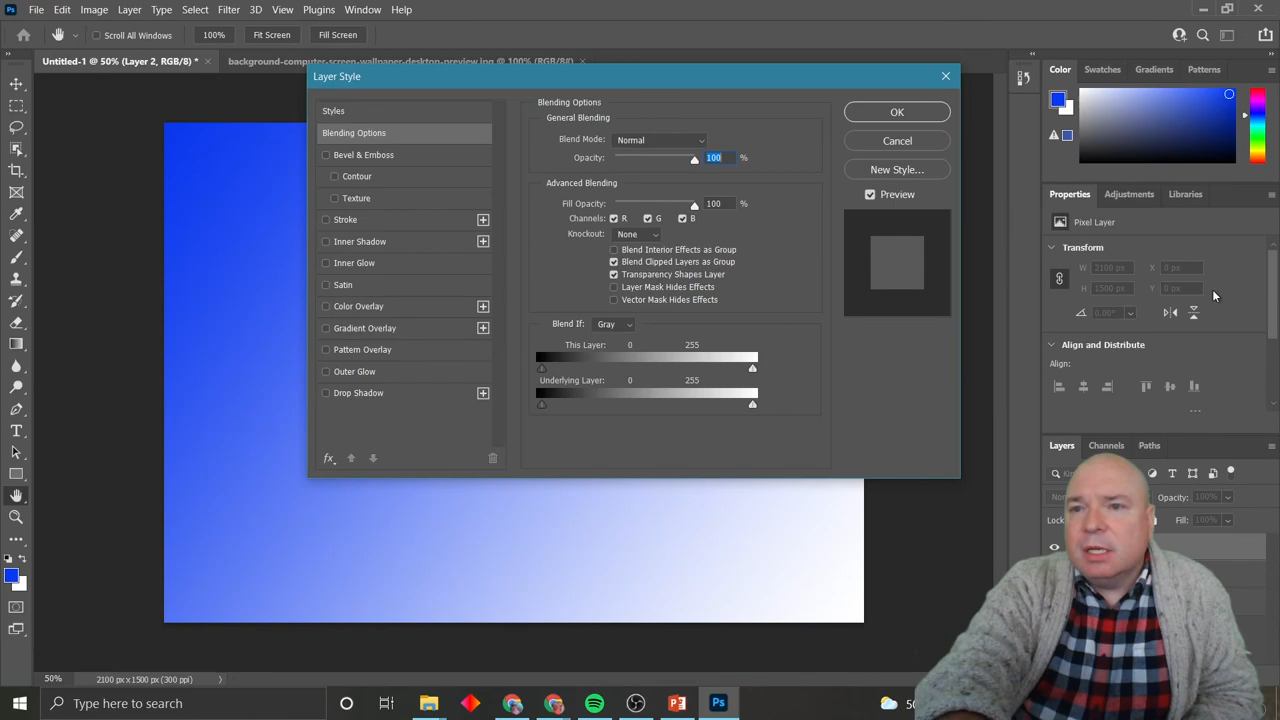 Ps File Edit Image Layer Type Select Filter 3D View Plugins Window Help
Scroll All Windows 100% Fit Screen Fill Screen
Untitled-1 @ 50% (Layer 2, RGB/8) * background-computer-screen-wallpaper-desktop-preview.jpg @ 100% (RGB/8#)
Layer Style
Styles
Blending Options
Bevel & Emboss
Contour
Texture
Stroke
Inner Shadow
Inner Glow
Satin
Color Overlay
Gradient Overlay
Pattern Overlay
Outer Glow
Drop Shadow
fx
Blending Options
General Blending
Blend Mode: Normal
Opacity: 100 %
Advanced Blending
Fill Opacity: 100 %
Channels: R G B
Knockout: None
Blend Interior Effects as Group
Blend Clipped Layers as Group
Transparency Shapes Layer
Layer Mask Hides Effects
Vector Mask Hides Effects
Blend If: Gray
This Layer: 0 255
Underlying Layer: 0 255
OK
Cancel
New Style...
Preview
Color Swatches Gradients Patterns
Properties Adjustments Libraries
Pixel Layer
Transform
W 2100 px X 0 px
H 1500 px Y 0 px
0.00°
Align and Distribute
Align:
Layers Channels Paths
Opacity: 100%
Fill: 100%
50% 2100 px x 1500 px (300 ppi)
Type here to search